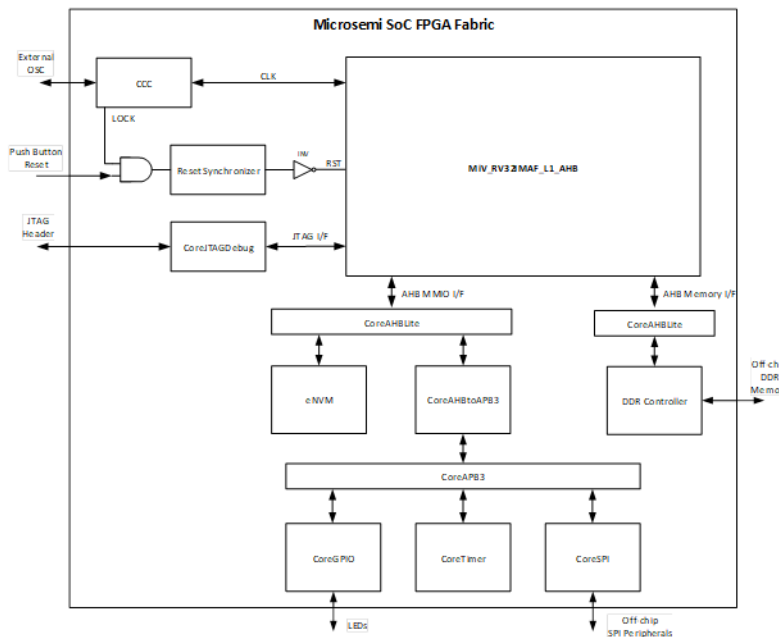 Microsemi SoC FPGA Fabric
External
OSC
CCC
CLK
LOCK
Push Button
Reset
Reset Synchronizer
INV
RST
MIV_RV32IMAF_L1_AHB
JTAG
Header
CoreJTAGDebug
JTAG I/F
AHB MMIO I/F
AHB Memory I/F
CoreAHBLite
CoreAHBLite
eNVM
CoreAHBtoAPB3
DDR Controller
Off-ch
DDR
Memo
CoreAPB3
CoreGPIO
CoreTimer
CoreSPI
LEDs
Off-chip
SPI Peripherals